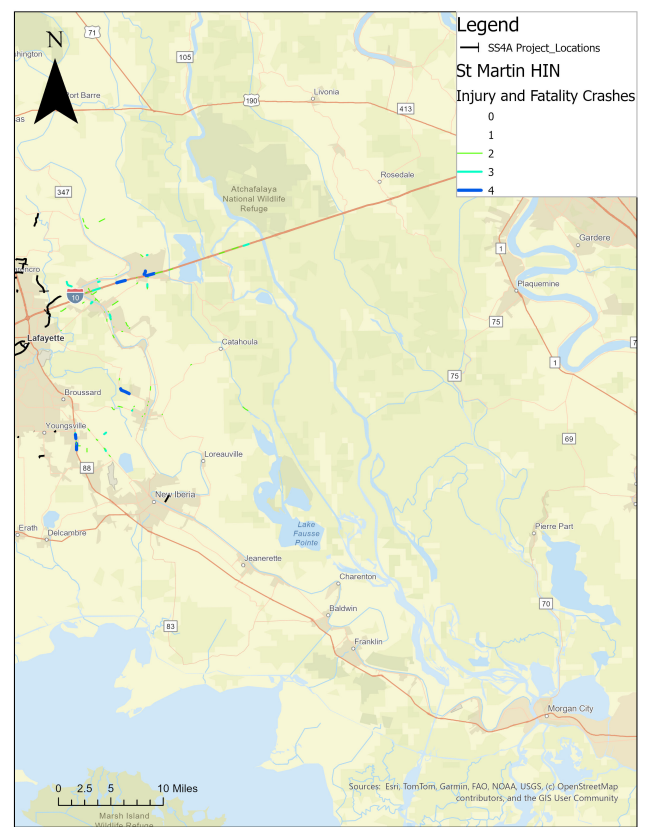 Legend
SS4A Project_Locations
St Martin HIN
Injury and Fatality Crashes
0
1
2
3
4
N
71
105
Livonia
190
413
Rosedale
347
Atchafalaya
National Wildlife
Refuge
1
Gardere
10
Plaquemine
75
Lafayette
Catahoula
1
75
Broussard
Youngsville
69
88
Loreauville
New Iberia
Erath
Delcambre
Lake
Fausse
Pointe
Pierre Part
Jeanerette
Charenton
70
Baldwin
83
Franklin
Morgan City
0 2.5 5 10 Miles
Sources: Esri, TomTom, Garmin, FAO, NOAA, USGS, (c) OpenStreetMap
contributors, and the GIS User Community
Marsh Island
Wildlife Refuge